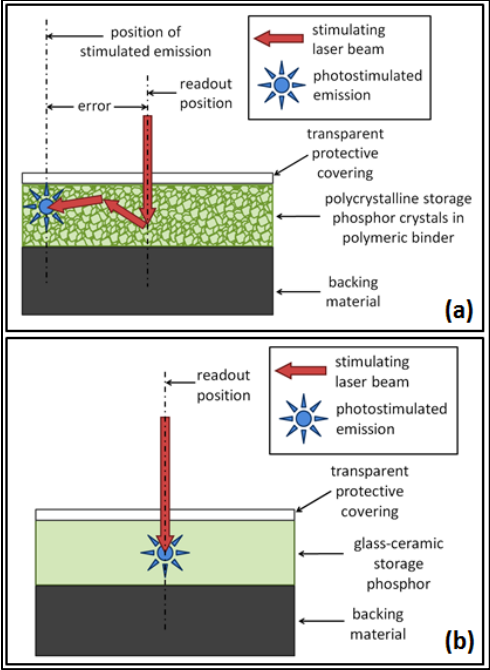 position of
stimulated emission
stimulating
laser beam
readout
position
photostimulated
emission
error
transparent
protective
covering
polycrystalline storage
phosphor crystals in
polymeric binder
backing
material
(a)
readout
position
stimulating
laser beam
photostimulated
emission
transparent
protective
covering
glass-ceramic
storage
phosphor
backing
material
(b)